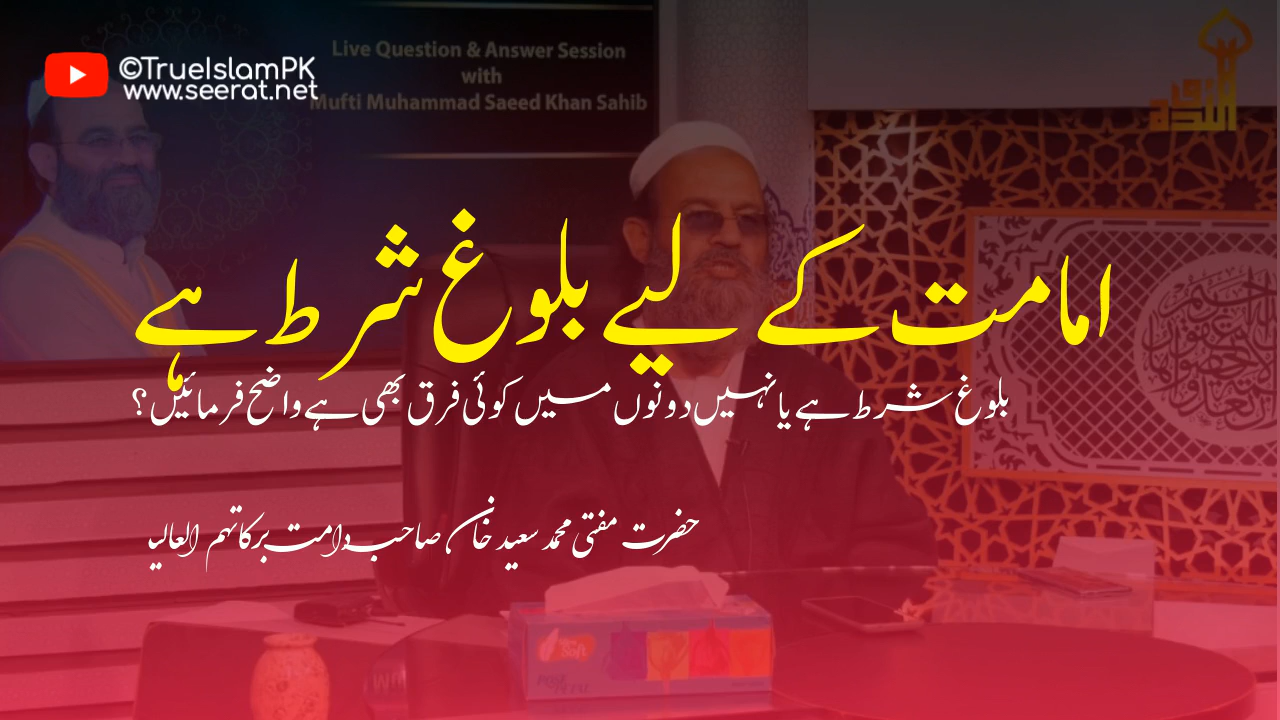 ©TrueIslamPK
www.seerat.net
Live Question & Answer Session
with
Mufti Muhammad Saeed Khan Sahib
امامت کے لیے بلوغ شرط ہے
بلوغ شرط ہے یا نہیں دونوں میں کوئی فرق بھی ہے واضح فرمائیں؟
حضرت مفتی محمد سعید خان صاحب دامت برکاتہم العالیہ